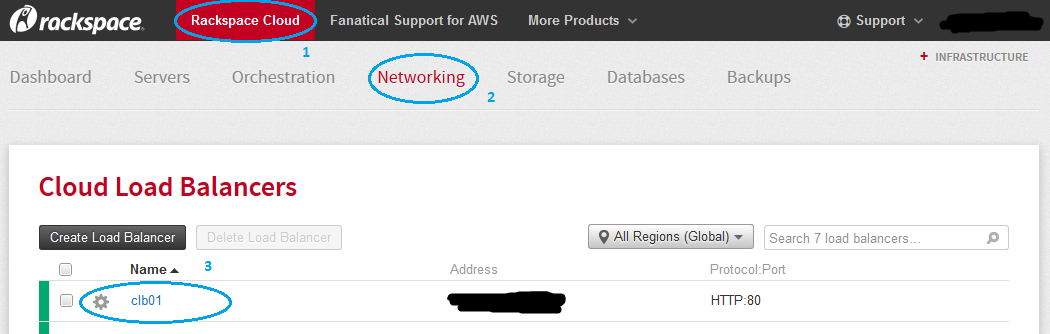 rackspace. Rackspace Cloud Fanatical Support for AWS More Products Support
1
Dashboard Servers Orchestration Networking Storage Databases Backups + INFRASTRUCTURE
2
Cloud Load Balancers
Create Load Balancer Delete Load Balancer All Regions (Global) Search 7 load balancers...
Name 3 Address Protocol:Port
clb01 HTTP:80